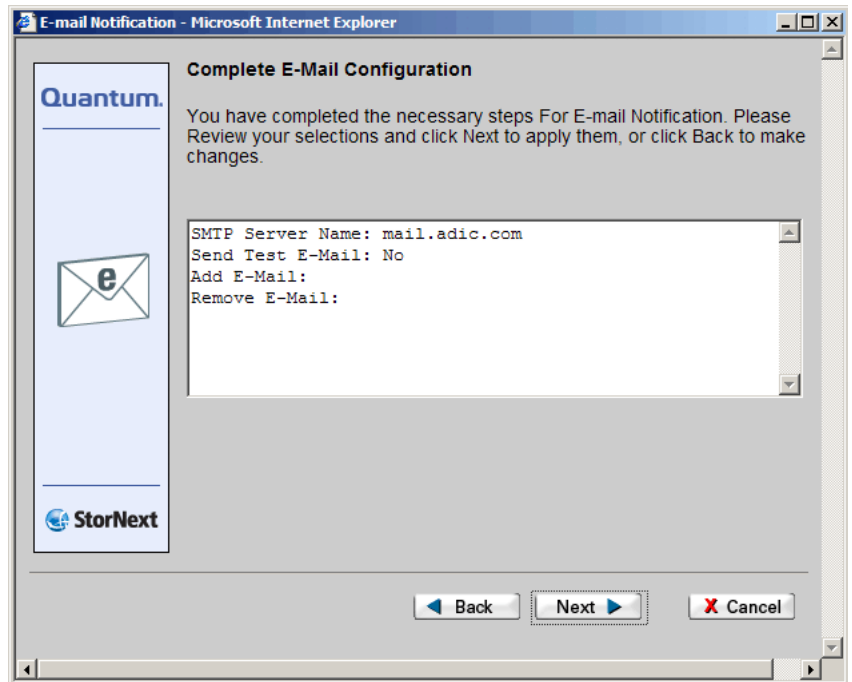 E-mail Notification - Microsoft Internet Explorer
Quantum.
Complete E-Mail Configuration
You have completed the necessary steps For E-mail Notification. Please
Review your selections and click Next to apply them, or click Back to make
changes.
SMTP Server Name: mail.adic.com
Send Test E-Mail: No
Add E-Mail:
Remove E-Mail:
e
StorNext
Back
Next
X Cancel